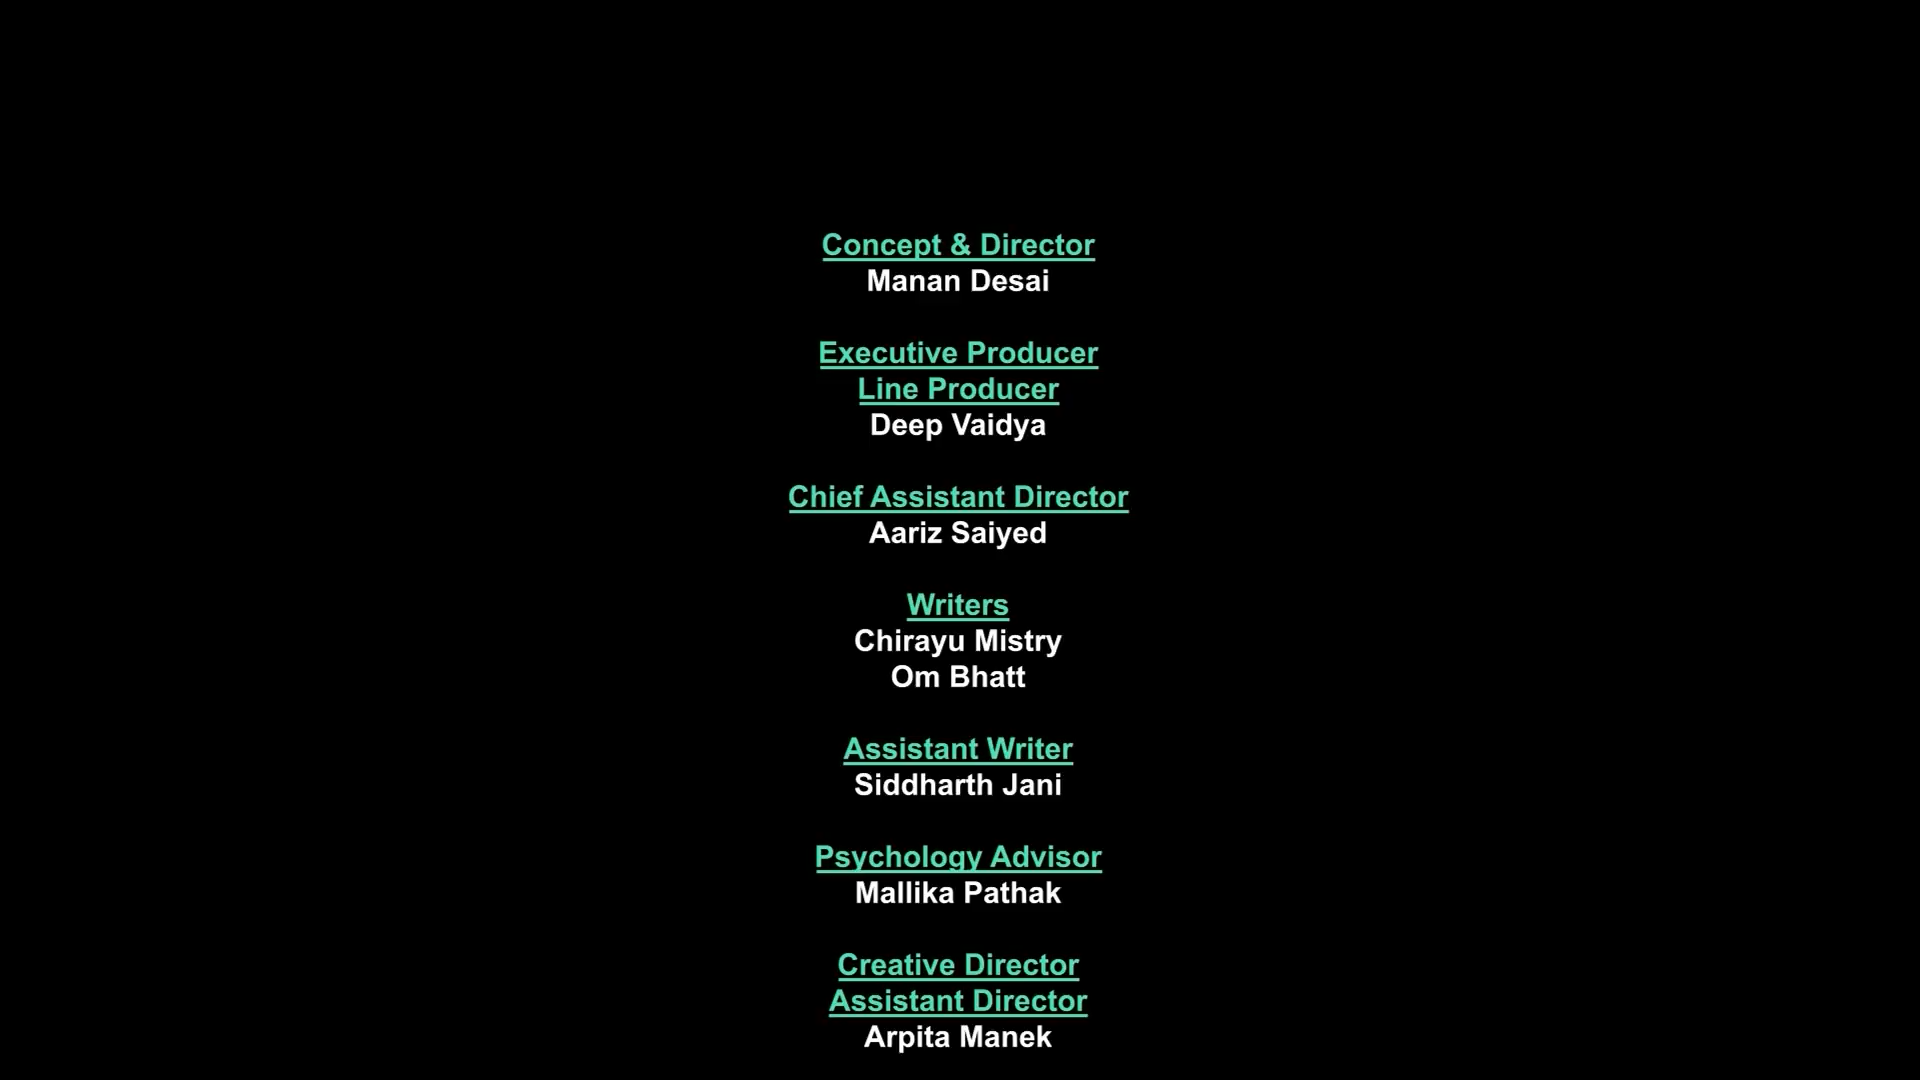 Concept & Director
Manan Desai
Executive Producer
Line Producer
Deep Vaidya
Chief Assistant Director
Aariz Saiyed
Writers
Chirayu Mistry
Om Bhatt
Assistant Writer
Siddharth Jani
Psychology Advisor
Mallika Pathak
Creative Director
Assistant Director
Arpita Manek